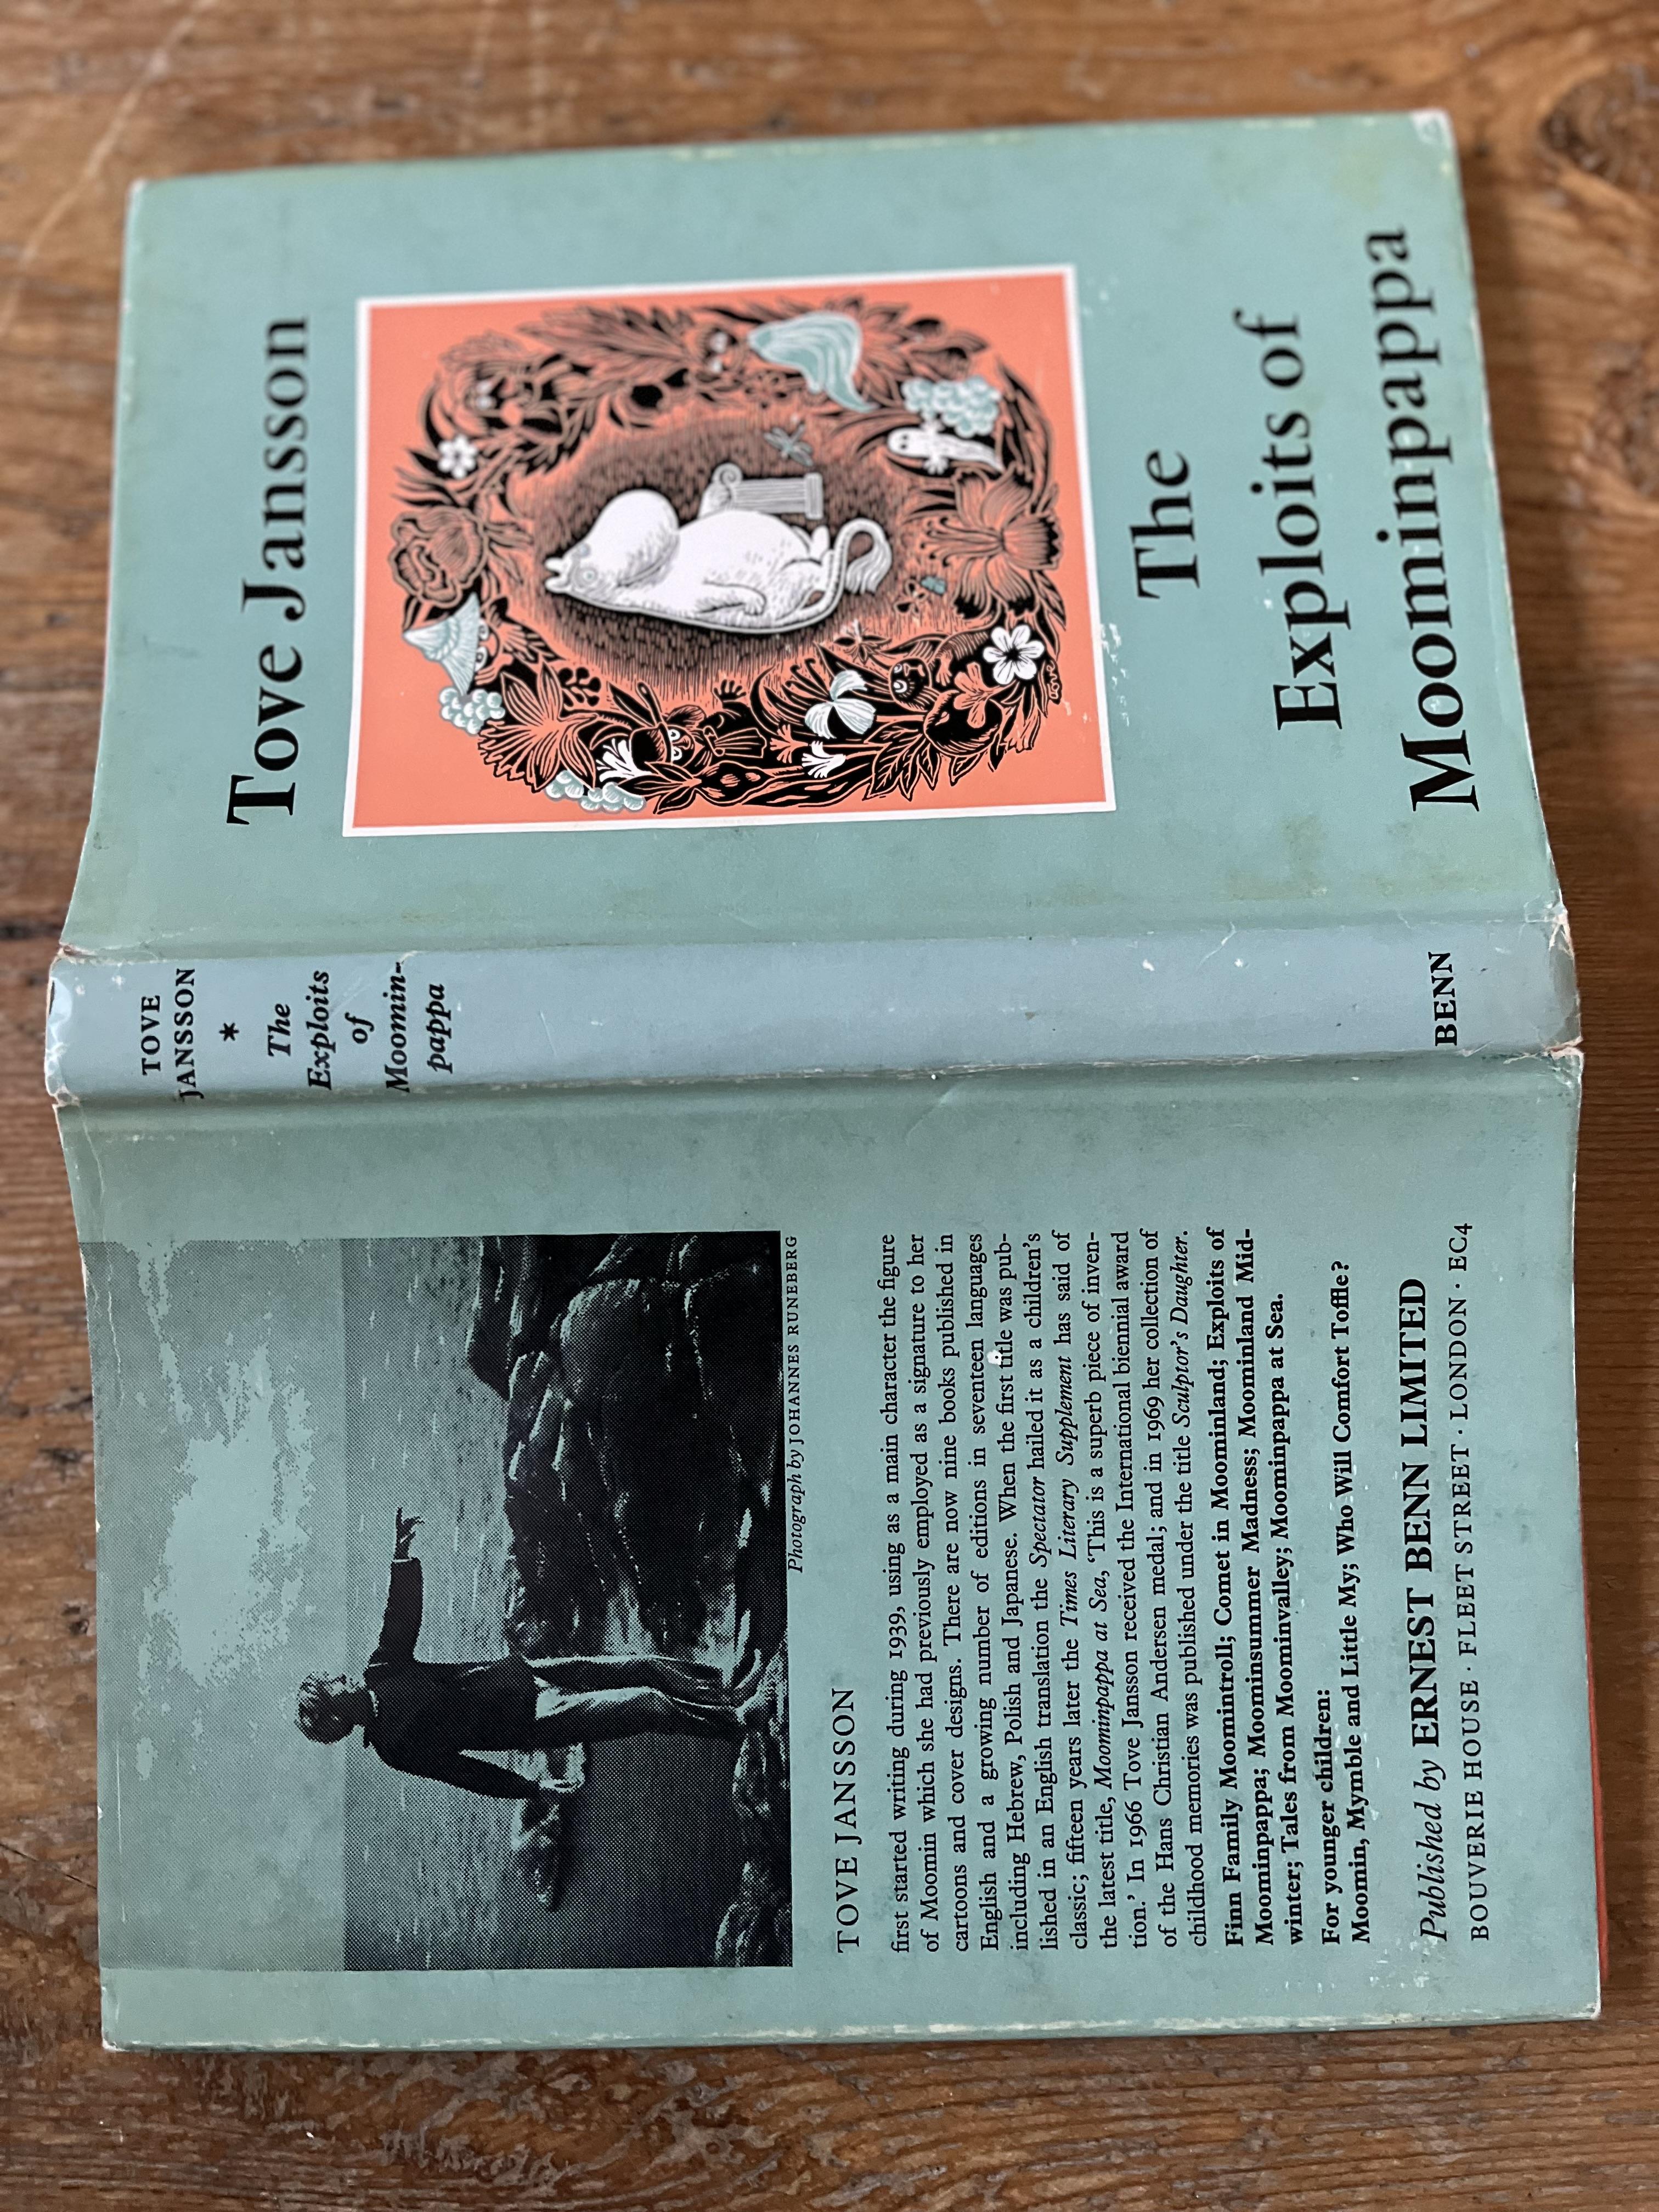 Tove Jansson
The
Exploits of
Moominpappa
TOVE
JANSSON
*
The
Exploits
of
Moomin-
pappa
BENN
Photograph by JOHANNES RUNEBERG
TOVE JANSSON
first started writing during 1939, using as a main character the figure
of Moomin which she had previously employed as a signature to her
cartoons and cover designs. There are now nine books published in
English and a growing number of editions in seventeen languages
including Hebrew, Polish and Japanese. When the first title was pub-
lished in an English translation the Spectator hailed it as a children's
classic; fifteen years later the Times Literary Supplement has said of
the latest title, Moominpappa at Sea, 'This is a superb piece of inven-
tion.' In 1966 Tove Jansson received the International biennial award
of the Hans Christian Andersen medal; and in 1969 her collection of
childhood memories was published under the title Sculptor's Daughter.
Finn Family Moomintroll; Comet in Moominland; Exploits of
Moominpappa; Moominsummer Madness; Moominland Mid-
winter; Tales from Moominvalley; Moominpappa at Sea.
For younger children:
Moomin, Mymble and Little My; Who Will Comfort Toffle?
Published by ERNEST BENN LIMITED
BOUVERIE HOUSE · FLEET STREET · LONDON · EC4